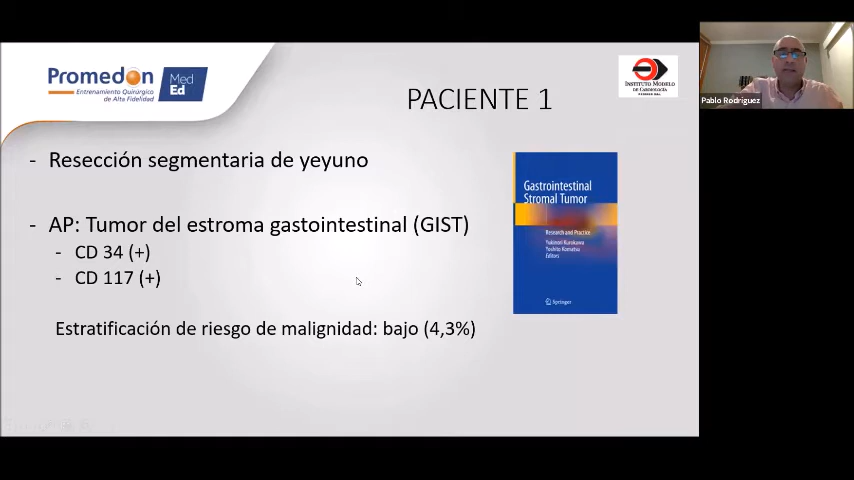 Promedon
Med
Ed
Entrenamiento Quirúrgico
de Alta Fidelidad
INSTITUTO MODELO
DE CARDIOLOGÍA
PACIENTE 1
- Resección segmentaria de yeyuno
- AP: Tumor del estroma gastointestinal (GIST)
- CD 34 (+)
- CD 117 (+)
Estratificación de riesgo de malignidad: bajo (4,3%)
Gastrointestinal
Stromal Tumor
Research and Practice
Yukinori Kurokawa
Yoshito Komatsu
Editors
Springer
Pablo Rodriguez